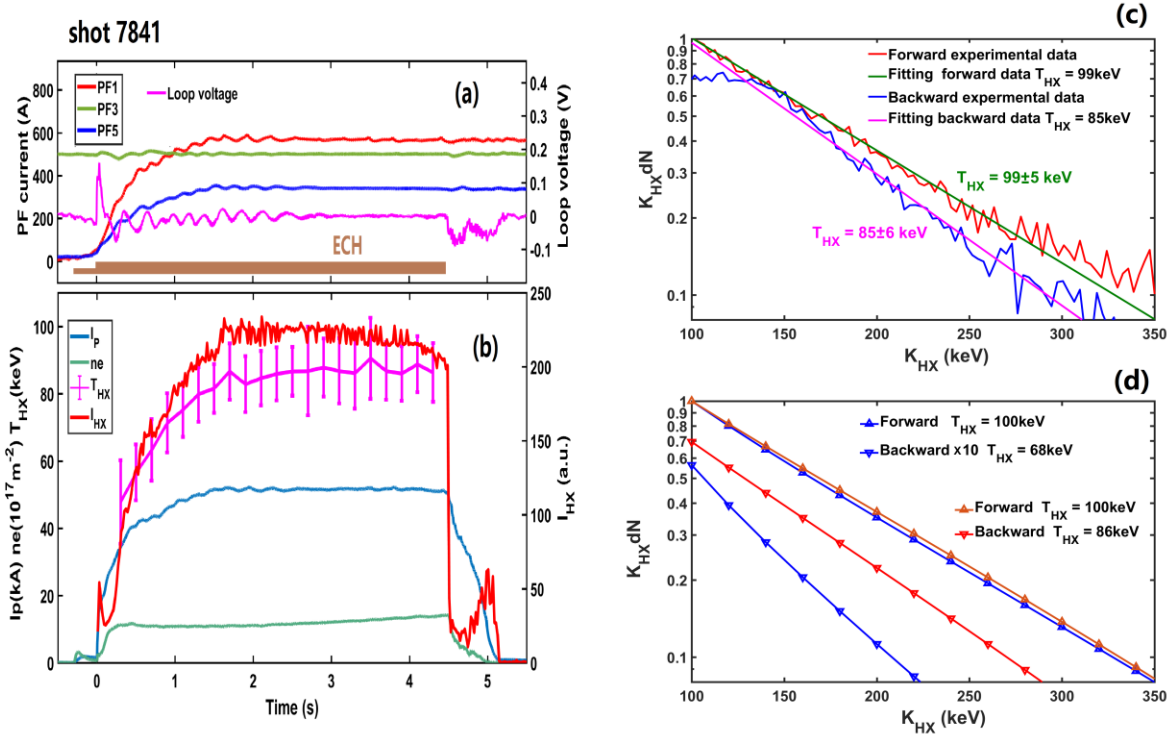 shot 7841
(a)
PF1
PF3
PF5
Loop voltage
800
600
400
200
0
PF current (A)
0.4
0.3
0.2
0.1
0
-0.1
Loop voltage (V)
ECH
(b)
I_P
ne
T_HX
I_HX
100
80
60
40
20
0
Ip(kA) ne(10^17m^-2) T_HX(keV)
250
200
150
100
50
0
I_HX(a.u.)
0 1 2 3 4 5
Time (s)
(c)
Forward experimental data
Fitting forward data T_HX = 99keV
Backward experimental data
Fitting backward data T_HX = 85keV
T_HX = 99±5 keV
T_HX = 85±6 keV
1
0.9
0.8
0.7
0.6
0.5
0.4
0.3
0.2
0.1
K_HXdN
100 150 200 250 300 350
K_HX (keV)
(d)
Forward T_HX = 100keV
Backward ×10 T_HX = 68keV
Forward T_HX = 100keV
Backward T_HX = 86keV
1
0.9
0.8
0.7
0.6
0.5
0.4
0.3
0.2
0.1
K_HXdN
100 150 200 250 300 350
K_HX (keV)